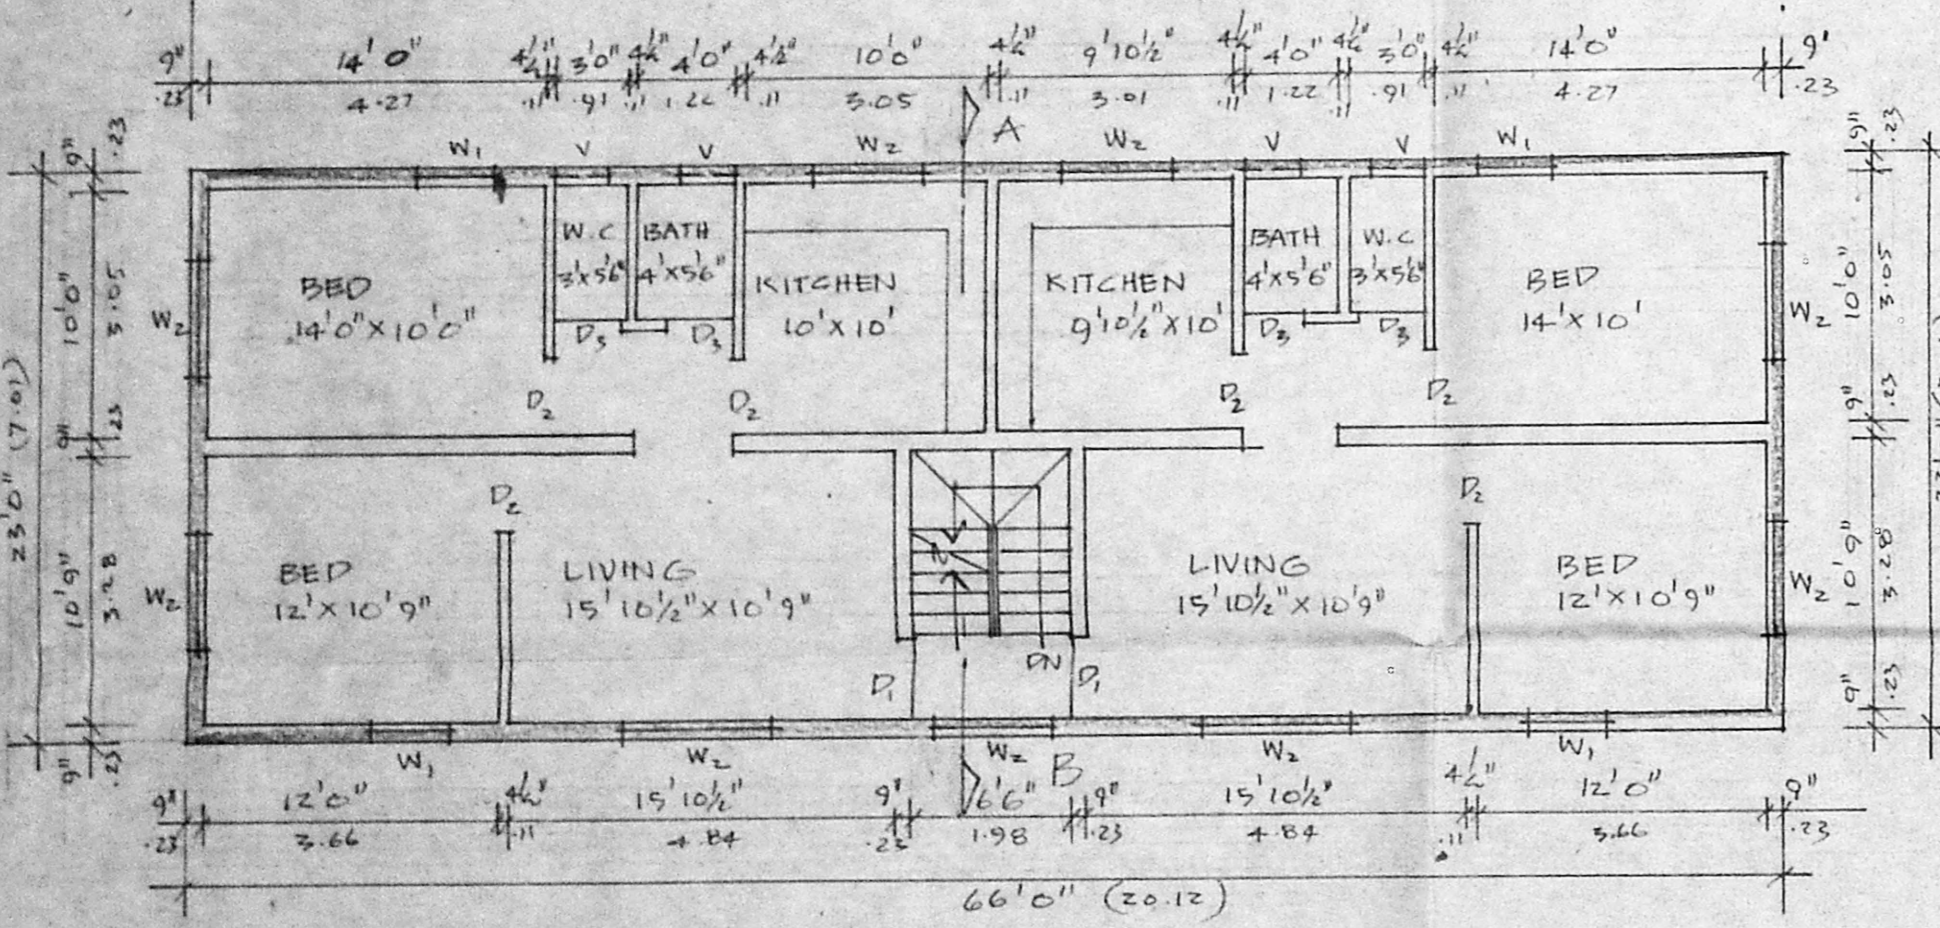 9" 14'0" 4½" 3'0" 4½" 4'0" 4½" 10'0" 4½" 9'10½" 4½" 4'0" 4½" 3'0" 4½" 14'0" 9"
.23 4.27 .11 .91 .11 1.22 .11 3.05 .11 3.01 .11 1.22 .11 .91 .11 4.27 .23
A
W1 V V W2 W2 V V W1
9" .23
9" .23
W.C BATH BATH W.C
3'X5'6" 4'X5'6" 4'X5'6" 3'X5'6"
BED KITCHEN KITCHEN BED
14'0"X10'0" 10'X10' 9'10½"X10' 14'X10'
W2 W2
10'0" 3.05
10'0" 3.05
D3 D3 D3 D3
D2 D2 D2 D2
9" .23
9" .23
23'0" (7.01)
D2 D2
BED LIVING LIVING BED
12'X10'9" 15'10½"X10'9" 15'10½"X10'9" 12'X10'9"
W2 W2
10'9" 3.28
10'9" 3.28
DN
D1 D1
9" .23
9" .23
W1 W2 W2 W2 W1
B
9" 12'0" 4½" 15'10½" 9" 6'6" 9" 15'10½" 4½" 12'0" 9"
.23 3.66 .11 4.84 .23 1.98 .23 4.84 .11 3.66 .23
66'0" (20.12)